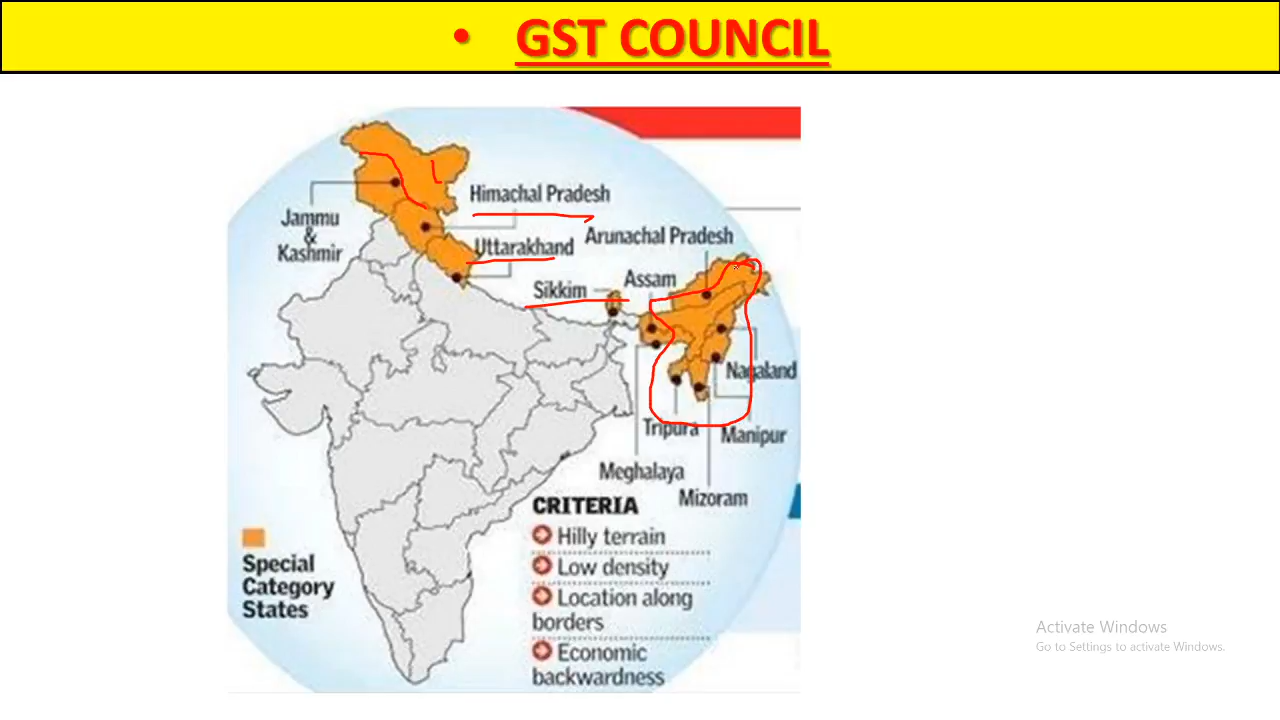 • GST COUNCIL
Himachal Pradesh
Jammu
&
Kashmir
Uttarakhand
Arunachal Pradesh
Sikkim
Assam
Nagaland
Tripura
Manipur
Meghalaya
Mizoram
CRITERIA
Hilly terrain
Low density
Location along
borders
Economic
backwardness
Special
Category
States
Activate Windows
Go to Settings to activate Windows.